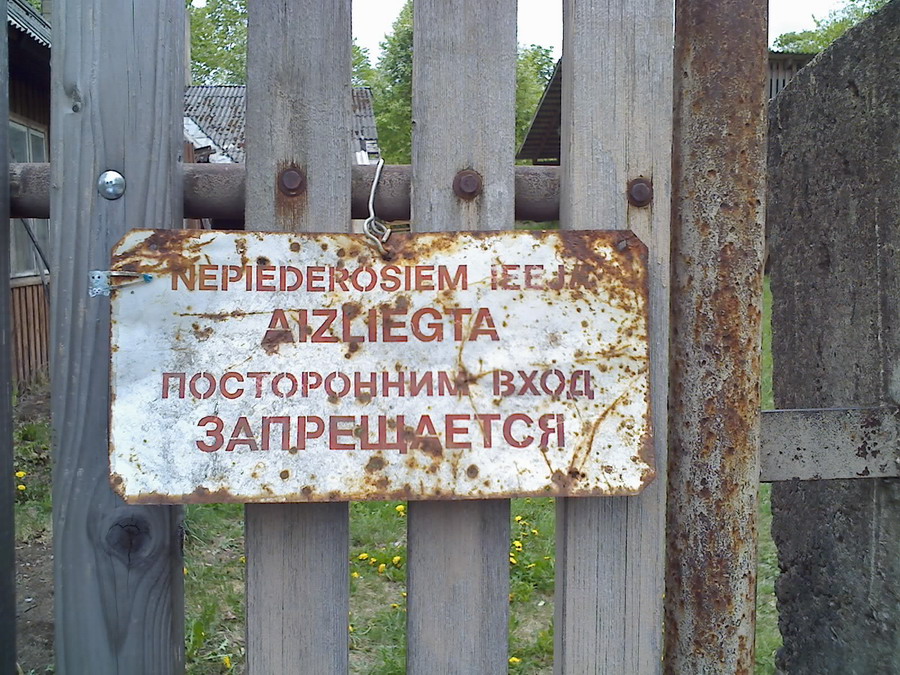 NEPIEDEROSIEM IEEJA
AIZLIEGTA
ПОСТОРОННИМ ВХОД
ЗАПРЕЩАЕТСЯ